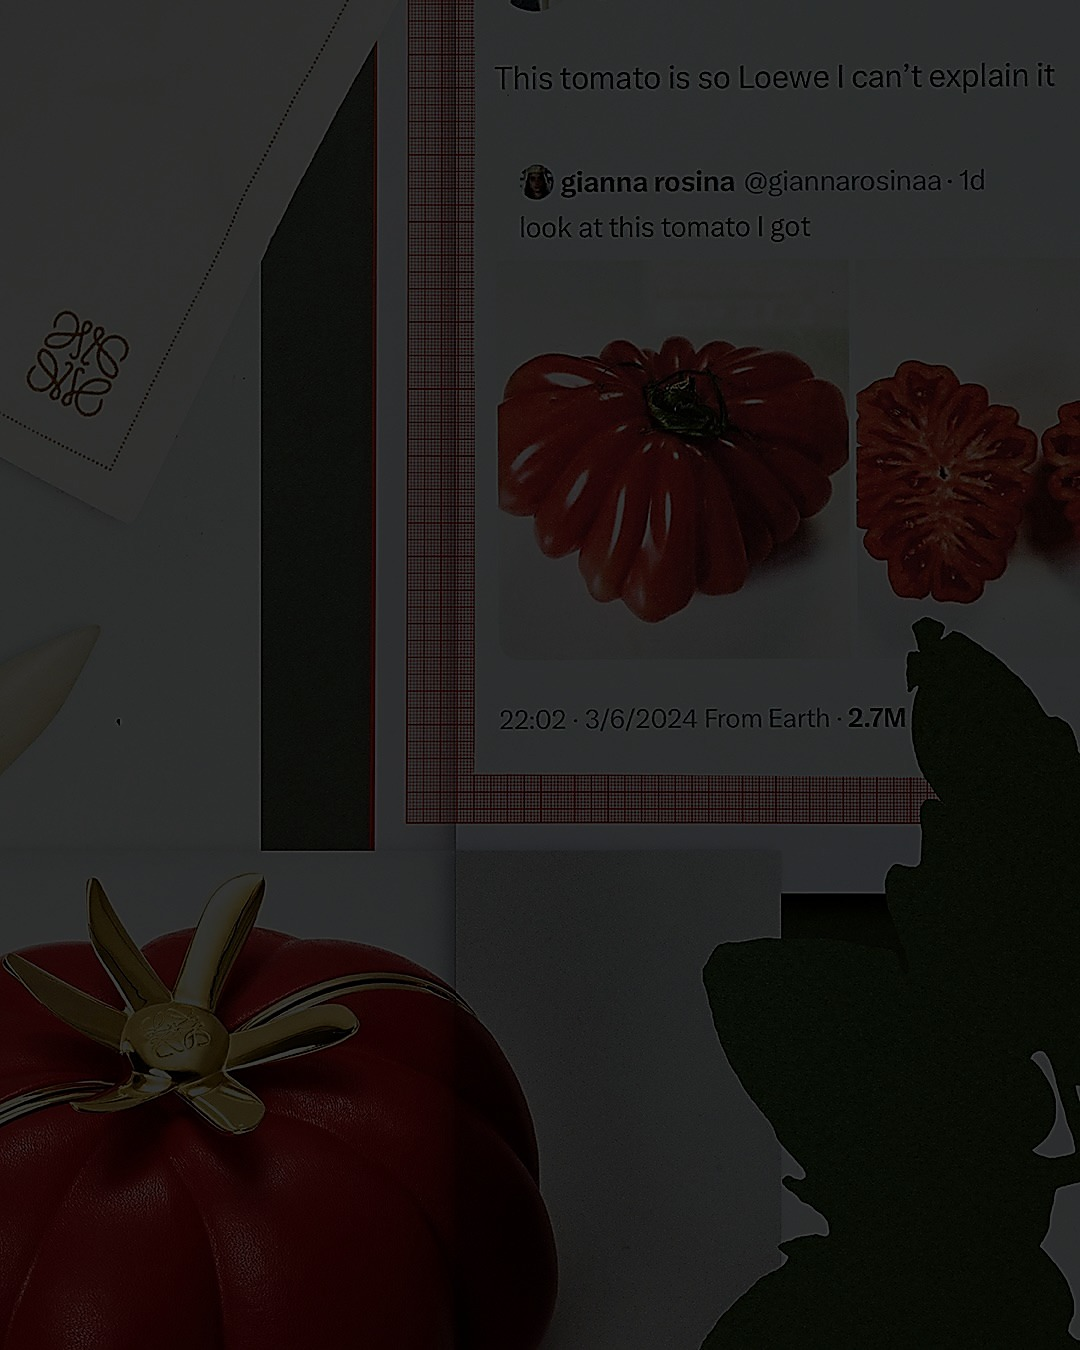 This tomato is so Loewe I can’t explain it
gianna rosina @giannarosinaa · 1d
look at this tomato I got
22:02 · 3/6/2024 From Earth · 2.7M